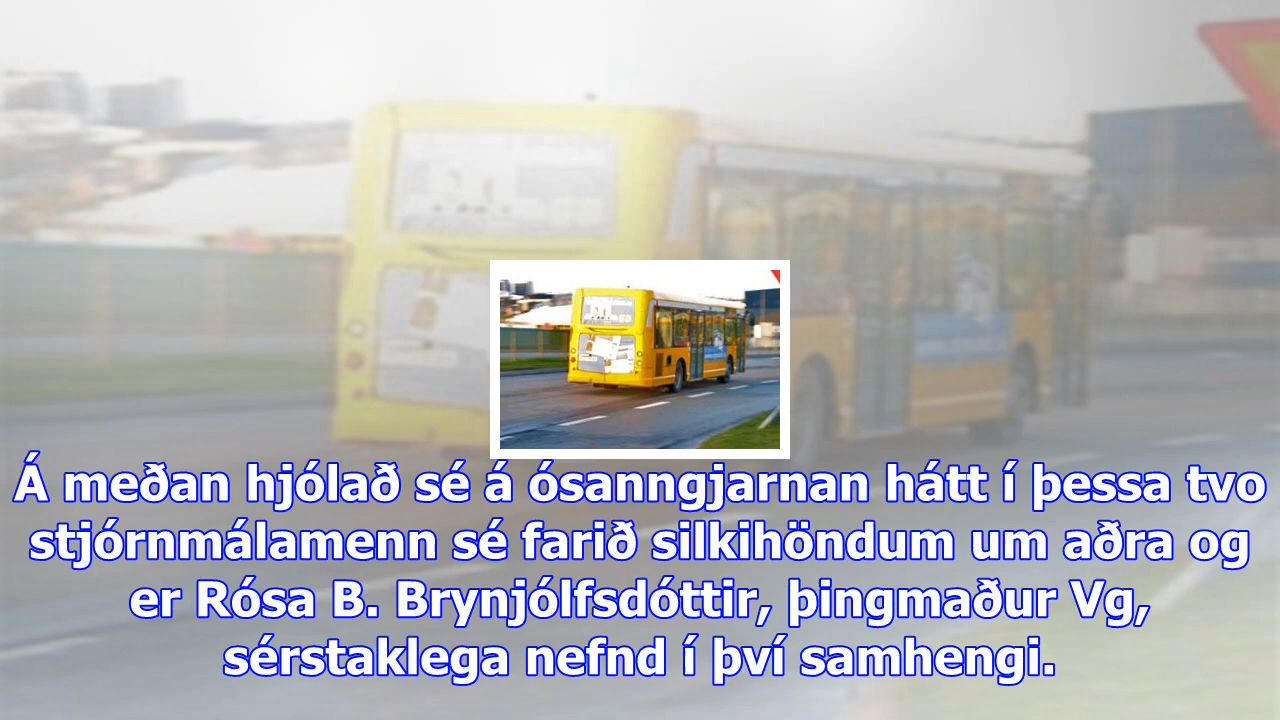 Á meðan hjólað sé á ósanngjarnan hátt í þessa tvo
stjórnmálamenn sé farið silkihöndum um aðra og
er Rósa B. Brynjólfsdóttir, þingmaður Vg,
sérstaklega nefnd í því samhengi.